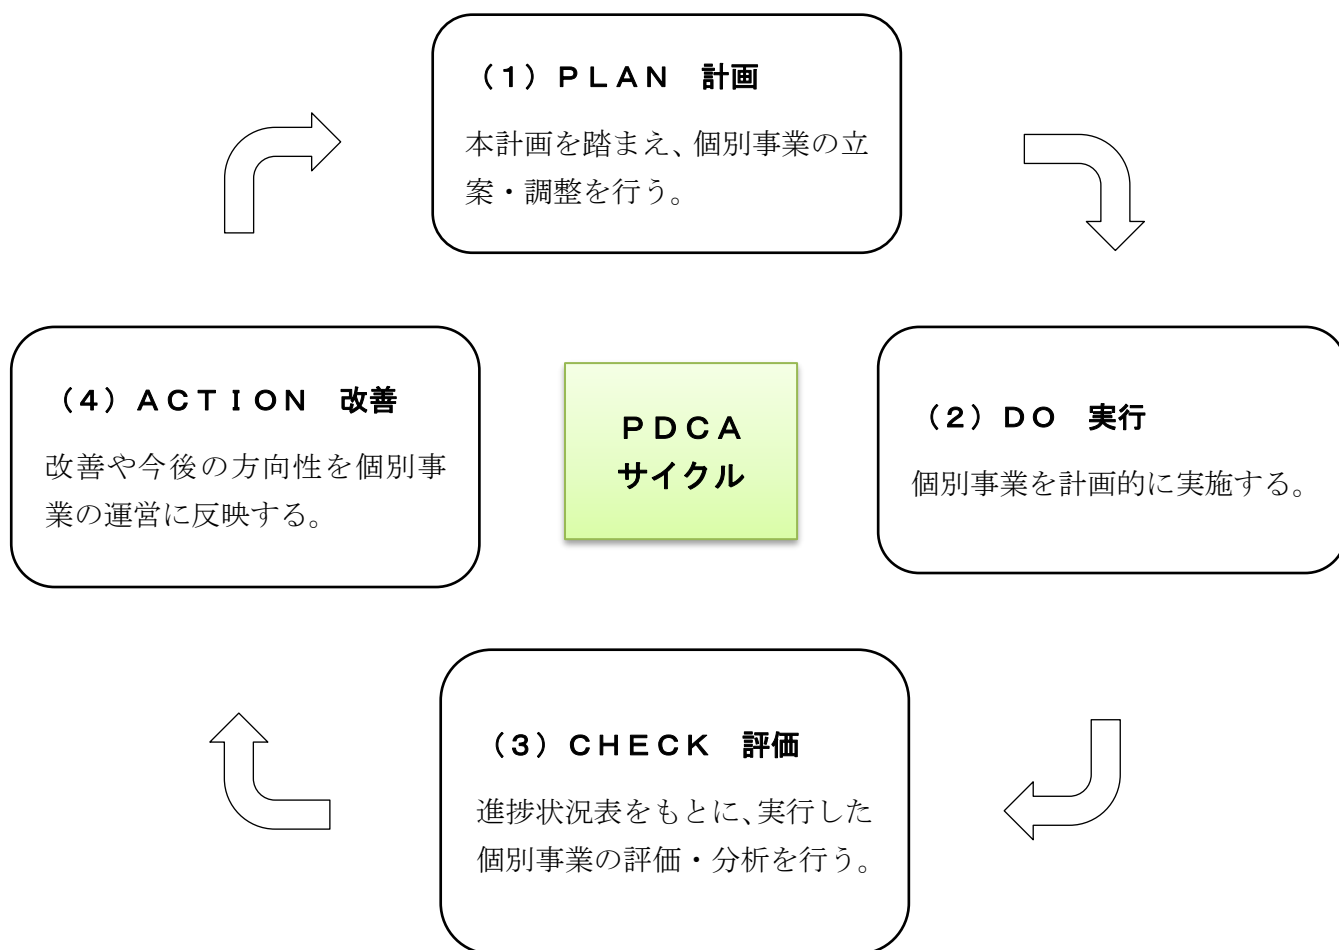 （１）ＰＬＡＮ　計画
本計画を踏まえ、個別事業の立
案・調整を行う。
（４）ＡＣＴＩＯＮ　改善
改善や今後の方向性を個別事
業の運営に反映する。
ＰＤＣＡ
サイクル
（２）ＤＯ　実行
個別事業を計画的に実施する。
（３）ＣＨＥＣＫ　評価
進捗状況表をもとに、実行した
個別事業の評価・分析を行う。